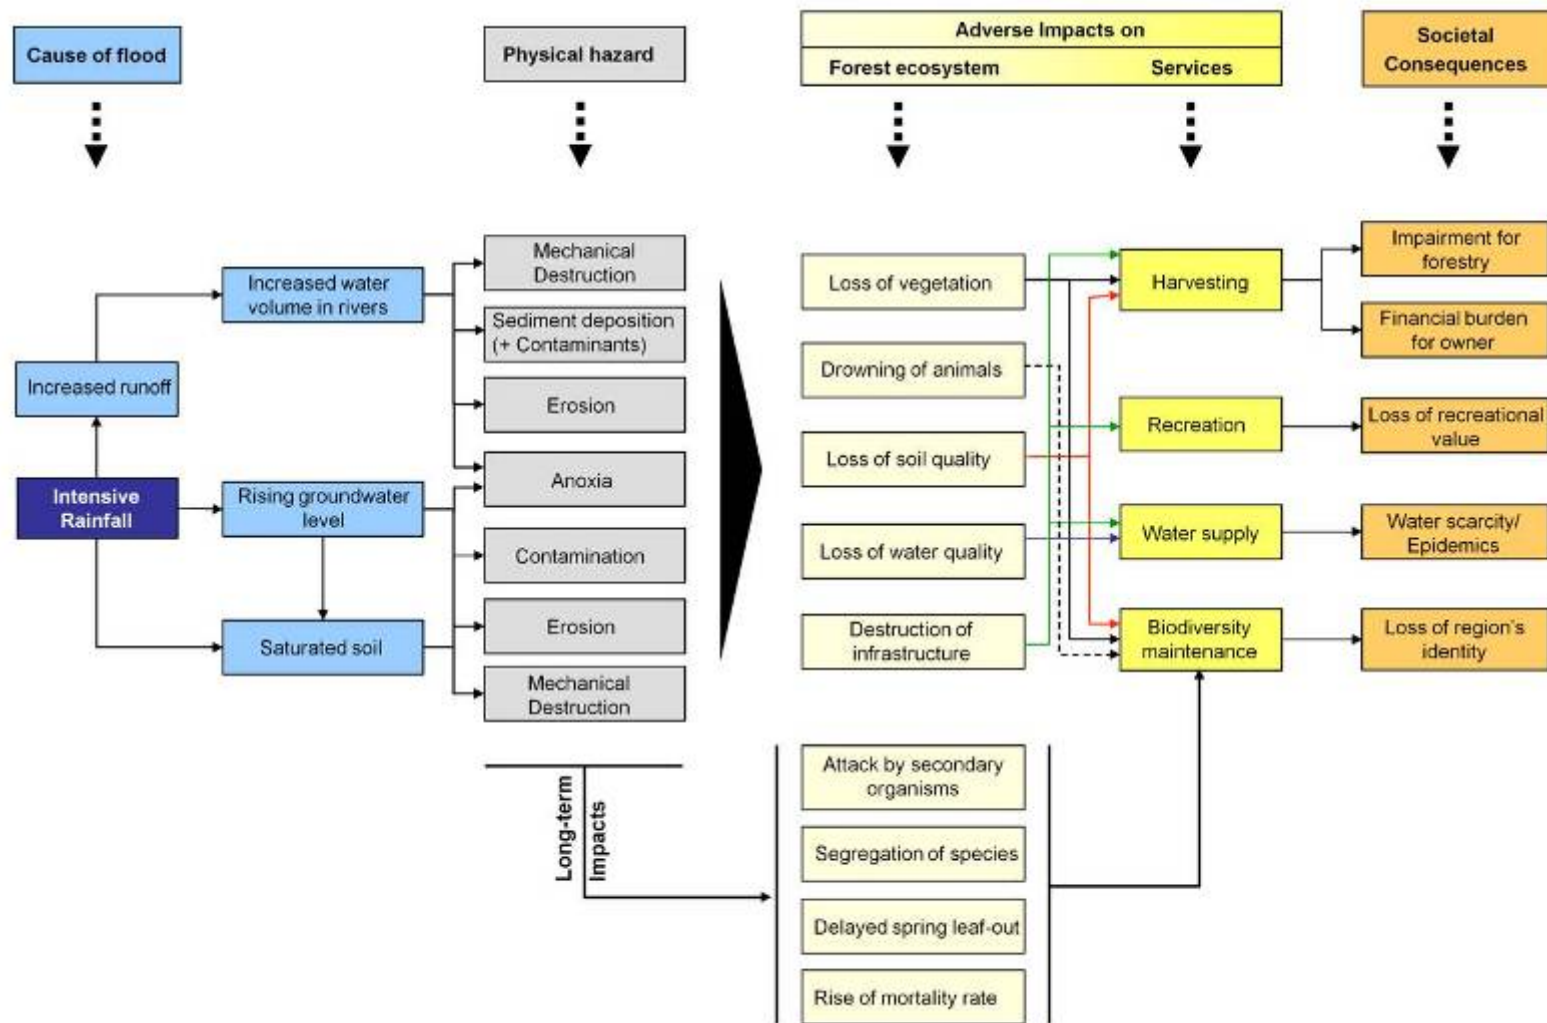 Cause of flood
Physical hazard
Adverse Impacts on
Forest ecosystem
Services
Societal
Consequences
Intensive
Rainfall
Increased runoff
Increased water
volume in rivers
Rising groundwater
level
Saturated soil
Mechanical
Destruction
Sediment deposition
(+ Contaminants)
Erosion
Anoxia
Contamination
Erosion
Mechanical
Destruction
Long-term
Impacts
Loss of vegetation
Drowning of animals
Loss of soil quality
Loss of water quality
Destruction of
infrastructure
Attack by secondary
organisms
Segregation of species
Delayed spring leaf-out
Rise of mortality rate
Harvesting
Recreation
Water supply
Biodiversity
maintenance
Impairment for
forestry
Financial burden
for owner
Loss of recreational
value
Water scarcity/
Epidemics
Loss of region's
identity